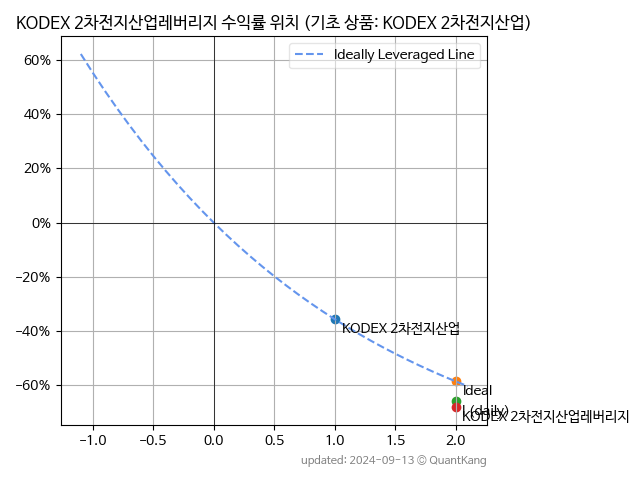 KODEX 2차전지산업레버리지 수익률 위치 (기초 상품: KODEX 2차전지산업)
Ideally Leveraged Line
60%
40%
20%
0%
−20%
−40%
−60%
KODEX 2차전지산업
Ideal
(daily)
KODEX 2차전지산업레버리지
−1.0 −0.5 0.0 0.5 1.0 1.5 2.0
updated: 2024-09-13 © QuantKang